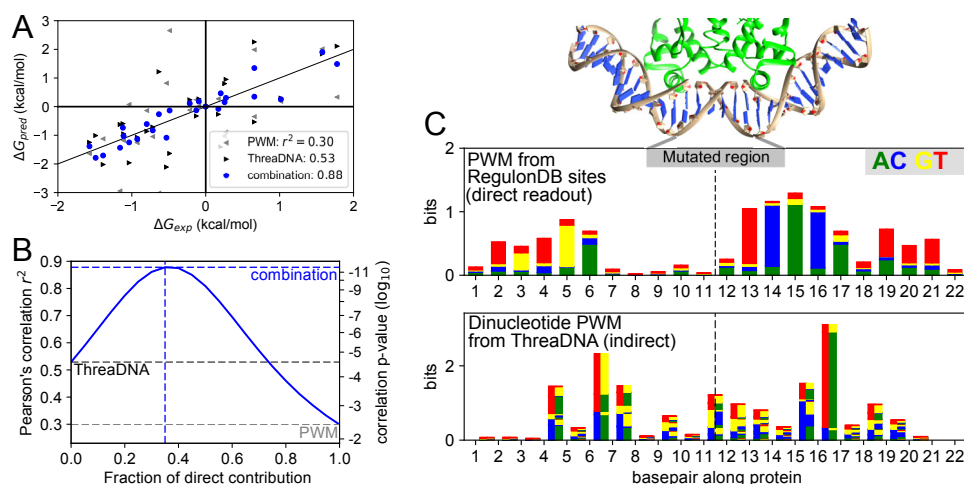 A
3
2
1
0
−1
−2
−3
ΔG_pred (kcal/mol)
PWM: r² = 0.30
ThreaDNA: 0.53
combination: 0.88
−2
−1
0
1
2
ΔG_exp (kcal/mol)
B
0.9
0.8
0.7
0.6
0.5
0.4
0.3
Pearson's correlation r²
combination
ThreaDNA
PWM
-11
-9
-7
-5
-4
-3
-2
correlation p-value (log₁₀)
0.0 0.2 0.4 0.6 0.8 1.0
Fraction of direct contribution
C
Mutated region
2
1
0
bits
PWM from
RegulonDB sites
(direct readout)
ACGT
1 2 3 4 5 6 7 8 9 10 11 12 13 14 15 16 17 18 19 20 21 22
Dinucleotide PWM
from ThreaDNA (indirect)
2
0
bits
1 2 3 4 5 6 7 8 9 10 11 12 13 14 15 16 17 18 19 20 21 22
basepair along protein